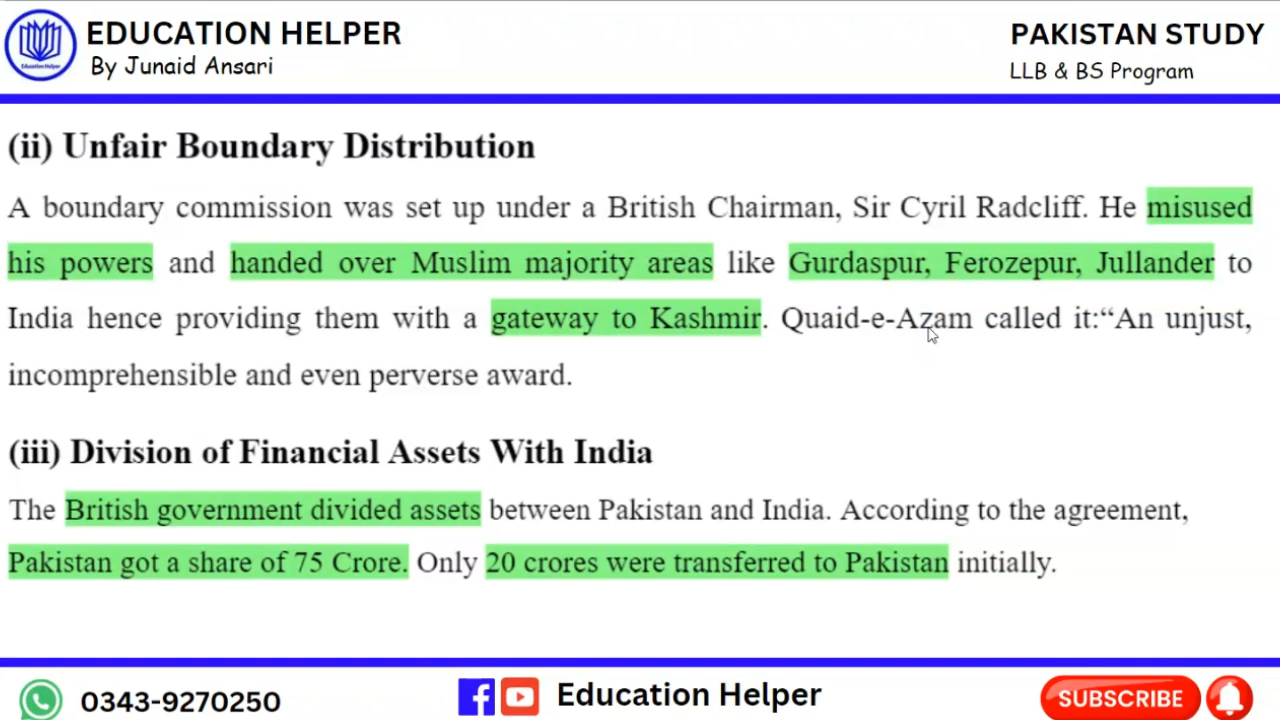 EDUCATION HELPER
By Junaid Ansari
PAKISTAN STUDY
LLB & BS Program
(ii) Unfair Boundary Distribution
A boundary commission was set up under a British Chairman, Sir Cyril Radcliff. He misused
his powers and handed over Muslim majority areas like Gurdaspur, Ferozepur, Jullander to
India hence providing them with a gateway to Kashmir. Quaid-e-Azam called it:“An unjust,
incomprehensible and even perverse award.
(iii) Division of Financial Assets With India
The British government divided assets between Pakistan and India. According to the agreement,
Pakistan got a share of 75 Crore. Only 20 crores were transferred to Pakistan initially.
0343-9270250
Education Helper
SUBSCRIBE